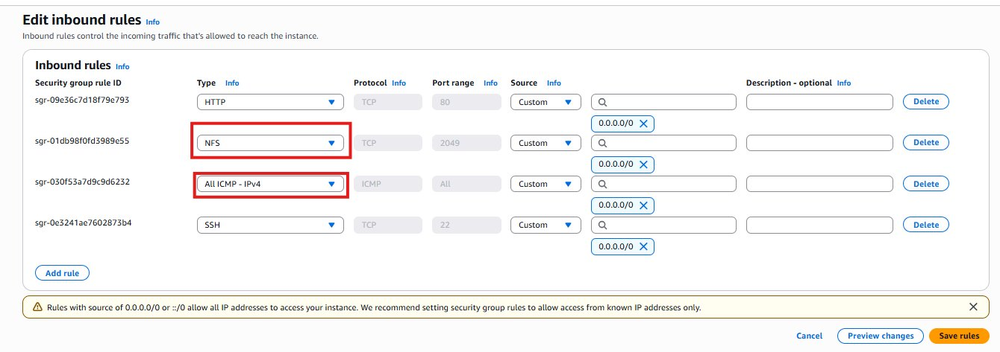 Edit inbound rules Info
Inbound rules control the incoming traffic that's allowed to reach the instance.
Inbound rules Info
Security group rule ID Type Info Protocol Info Port range Info Source Info Description - optional Info
sgr-09e36c7d18f79e793 HTTP TCP 80 Custom Delete
0.0.0.0/0
sgr-01db98f0fd3989e55 NFS TCP 2049 Custom Delete
0.0.0.0/0
sgr-030f53a7d9c9d6232 All ICMP - IPv4 ICMP All Custom Delete
0.0.0.0/0
sgr-0e3241ae7602873b4 SSH TCP 22 Custom Delete
0.0.0.0/0
Add rule
Rules with source of 0.0.0.0/0 or ::/0 allow all IP addresses to access your instance. We recommend setting security group rules to allow access from known IP addresses only.
Cancel Preview changes Save rules